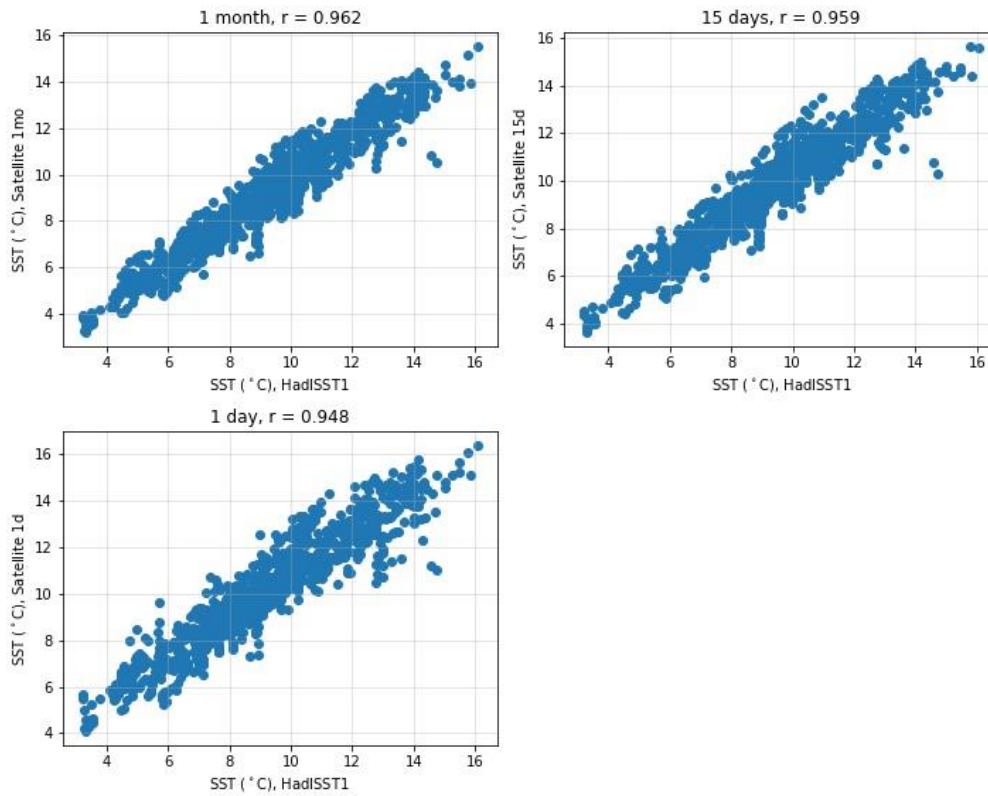 1 month, r = 0.962
16
14
12
10
8
6
4
SST (°C), Satellite 1mo
4 6 8 10 12 14 16
SST (°C), HadISST1
15 days, r = 0.959
16
14
12
10
8
6
4
SST (°C), Satellite 15d
4 6 8 10 12 14 16
SST (°C), HadISST1
1 day, r = 0.948
16
14
12
10
8
6
4
SST (°C), Satellite 1d
4 6 8 10 12 14 16
SST (°C), HadISST1